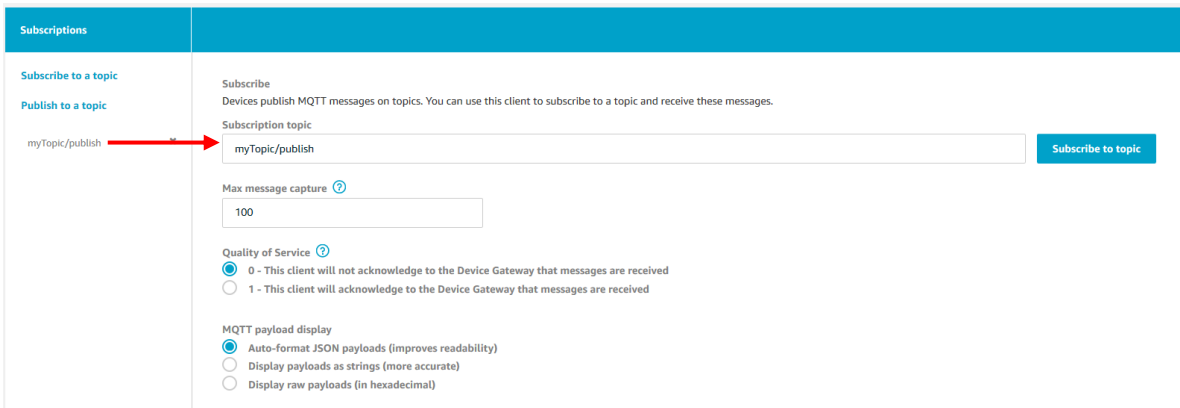 Subscriptions
Subscribe to a topic
Publish to a topic
myTopic/publish
Subscribe
Devices publish MQTT messages on topics. You can use this client to subscribe to a topic and receive these messages.
Subscription topic
myTopic/publish
Subscribe to topic
Max message capture ?
100
Quality of Service ?
0 - This client will not acknowledge to the Device Gateway that messages are received
1 - This client will acknowledge to the Device Gateway that messages are received
MQTT payload display
Auto-format JSON payloads (improves readability)
Display payloads as strings (more accurate)
Display raw payloads (in hexadecimal)